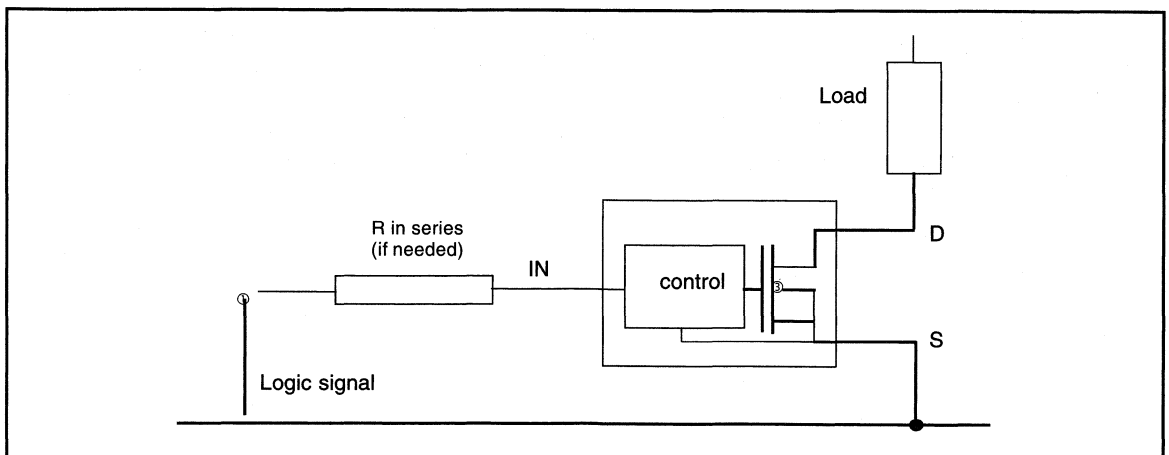 Load
R in series
(if needed)
IN
control
D
S
Logic signal